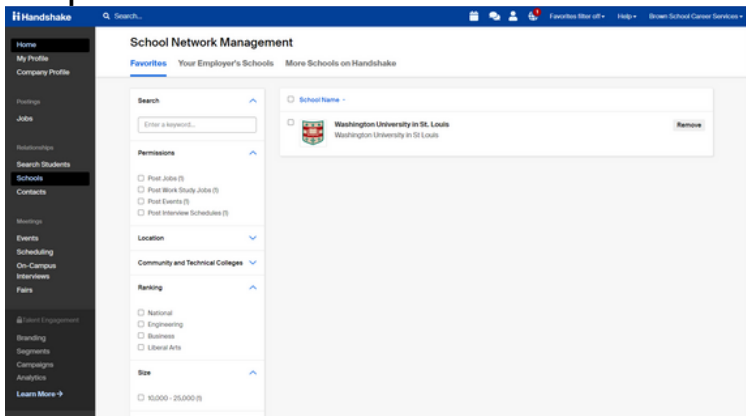 Handshake
Search...
Favorites filter off
Help
Brown School Career Services
Home
My Profile
Company Profile
Postings
Jobs
Relationships
Search Students
Schools
Contacts
Meetings
Events
Scheduling
On-Campus
Interviews
Fairs
Talent Engagement
Branding
Segments
Campaigns
Analytics
Learn More →
School Network Management
Favorites Your Employer's Schools More Schools on Handshake
Search
Enter a keyword...
Permissions
Post Jobs (1)
Post Work Study Jobs (1)
Post Events (1)
Post Interview Schedules (1)
Location
Community and Technical Colleges
Ranking
National
Engineering
Business
Liberal Arts
Size
10,000 - 25,000 (1)
School Name
Washington University in St. Louis
Washington University in St Louis
Remove